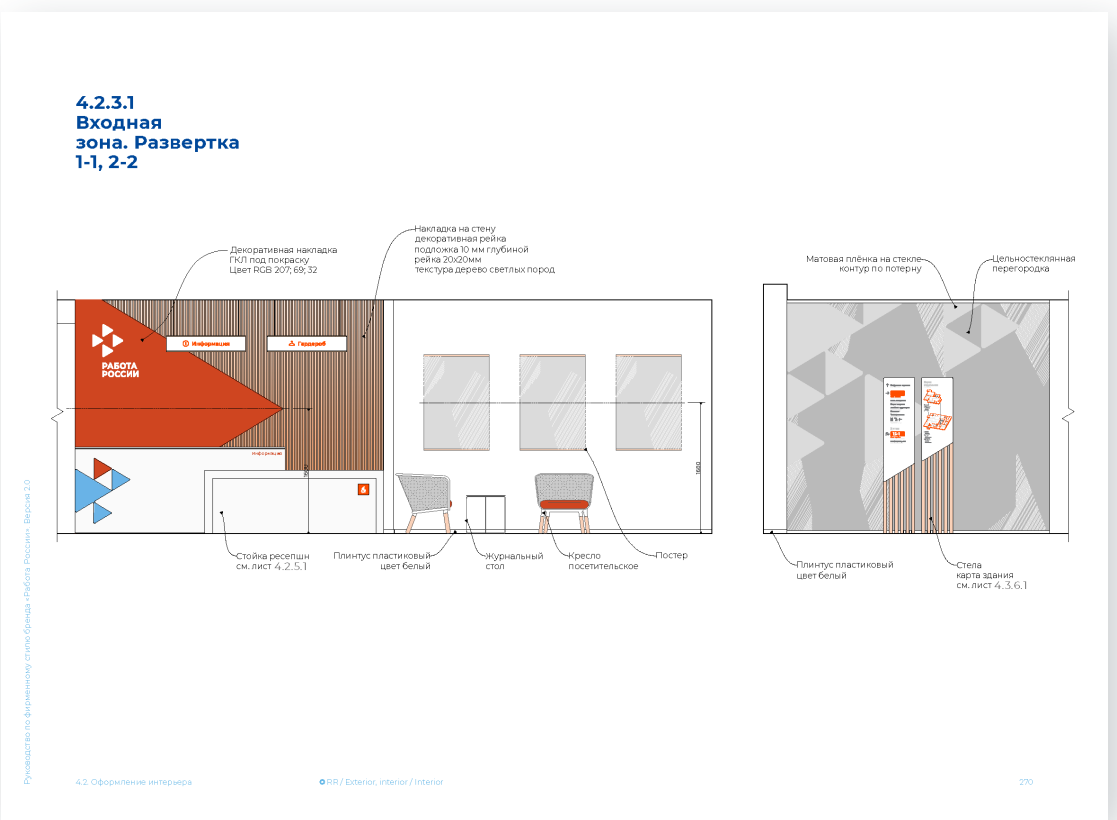 4.2.3.1
Входная
зона. Развертка
1-1, 2-2
Накладка на стену
декоративная рейка
подложка 10 мм глубиной
рейка 20х20мм
текстура дерево светлых пород
Декоративная накладка
ГКЛ под покраску
Цвет RGB 207; 69; 32
Матовая плёнка на стекле
контур по потерну
Цельностеклянная
перегородка
Информация
Гардероб
РАБОТА
РОССИИ
Информация
1600
1600
Стойка ресепшн
см. лист 4.2.5.1
Плинтус пластиковый
цвет белый
Журнальный
стол
Кресло
посетительское
Постер
Плинтус пластиковый
цвет белый
Стела
карта здания
см. лист 4.3.6.1
Руководство по фирменному стилю бренда «Работа России». Версия 2.0
4.2. Оформление интерьера
RR / Exterior, interior / Interior
270